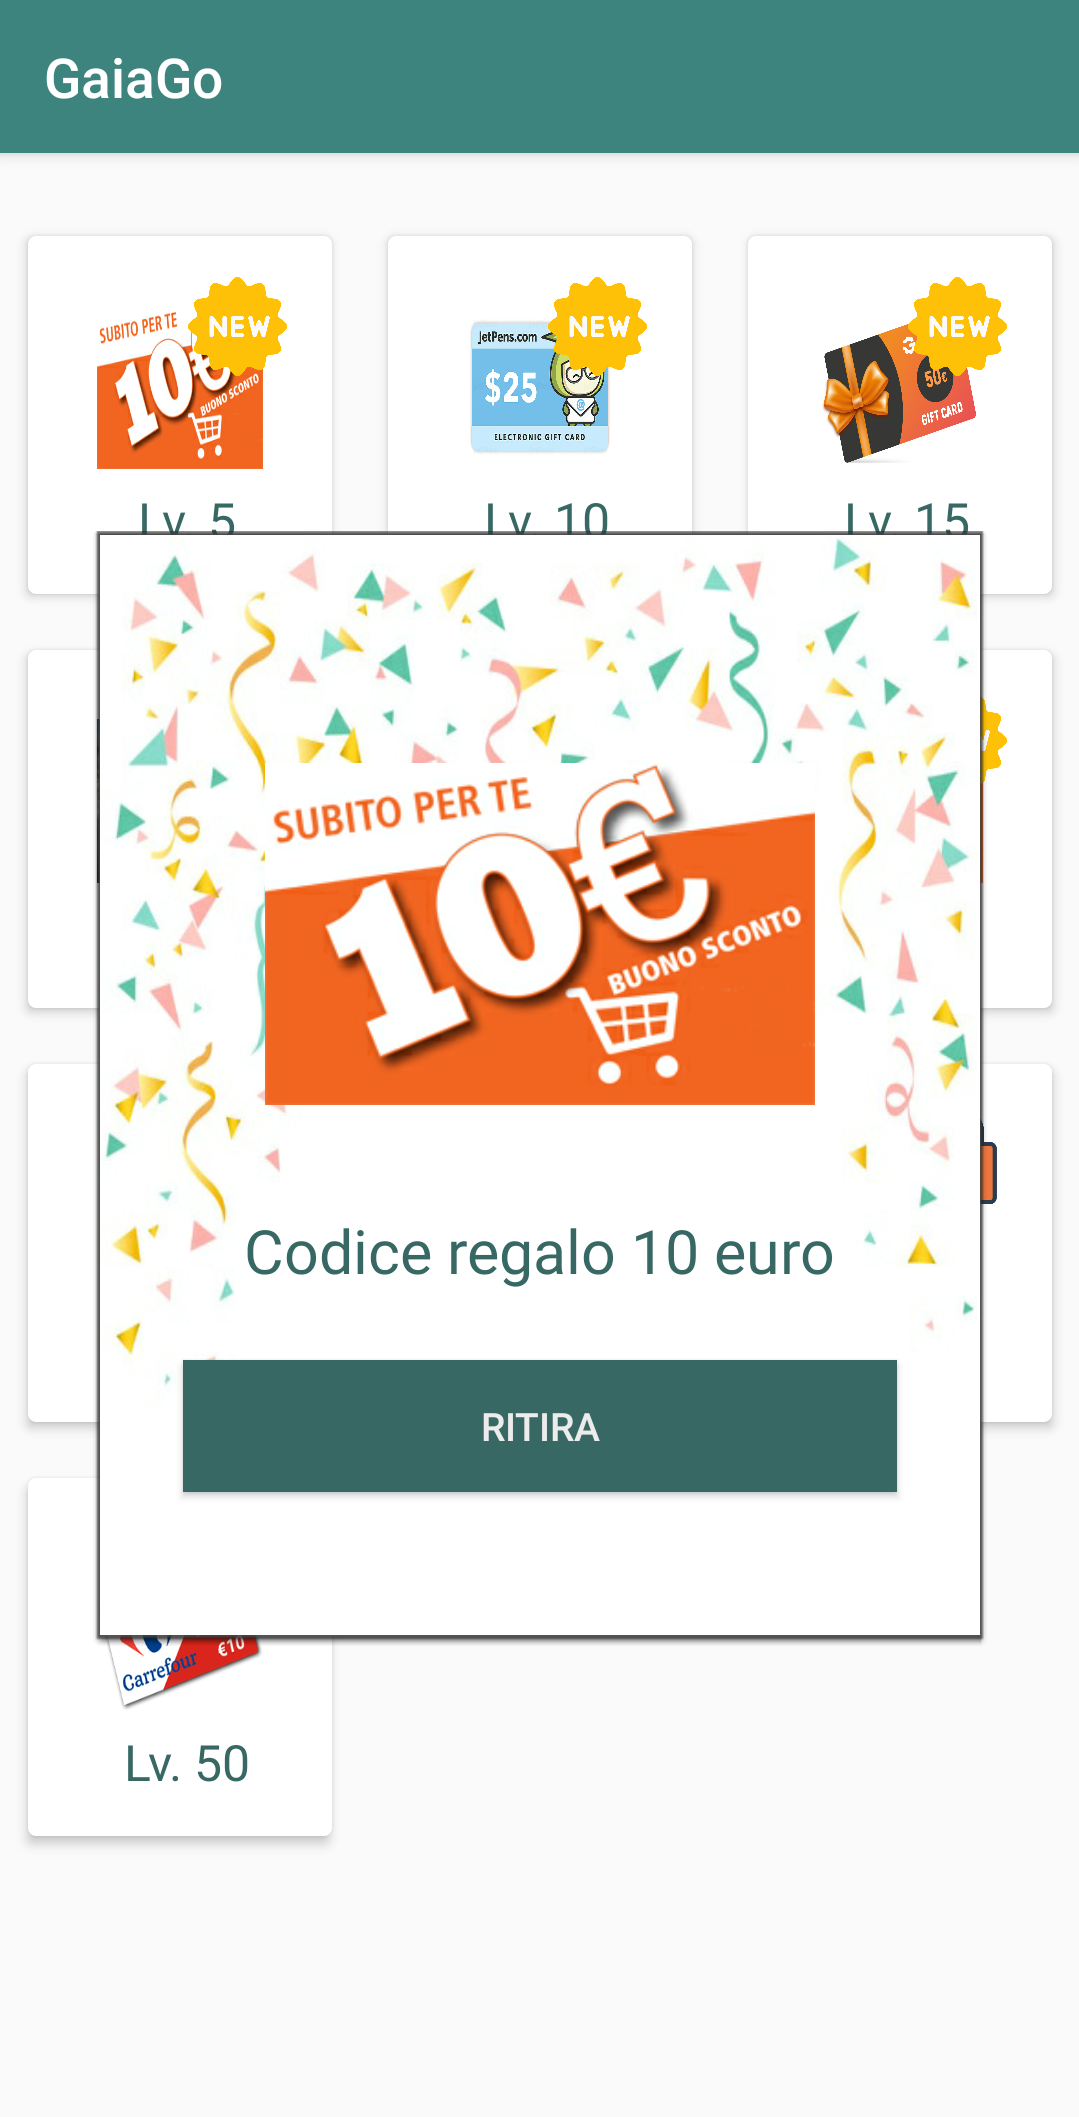 GaiaGo
SUBITO PER TE
10€
BUONO SCONTO
NEW
jetPens.com
$25
ELECTRONIC GIFT CARD
NEW
50€
GIFT CARD
NEW
Lv. 5
Lv. 10
Lv. 15
SUBITO PER TE
10€
BUONO SCONTO
Codice regalo 10 euro
RITIRA
€10
Carrefour
Lv. 50